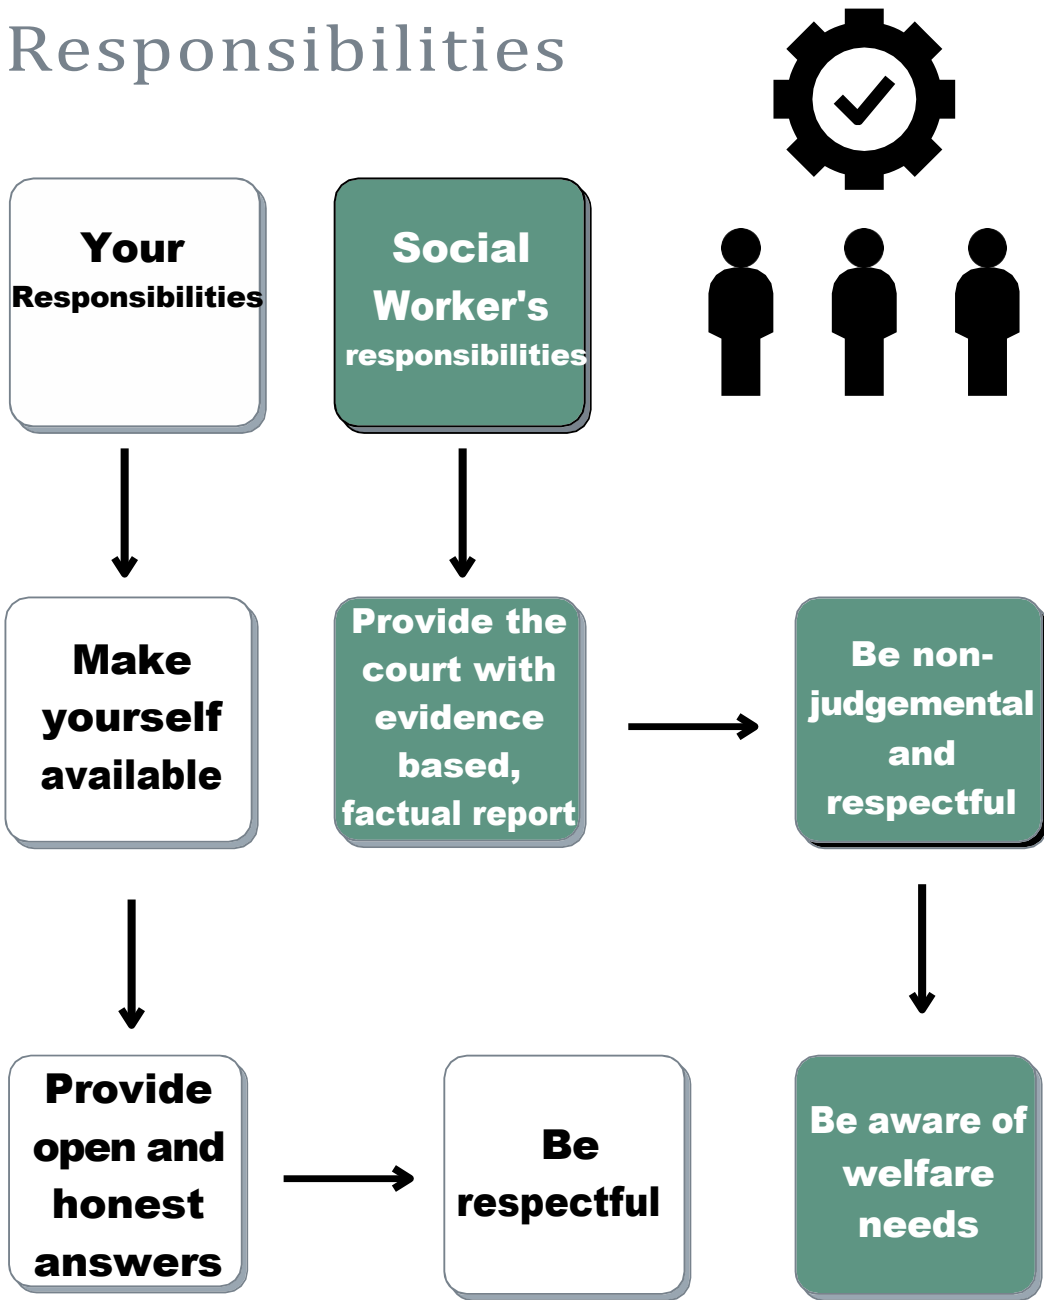 Responsibilities
Your
Responsibilities
Social
Worker's
responsibilities
Make
yourself
available
Provide the
court with
evidence
based,
factual report
Be non-
judgemental
and
respectful
Provide
open and
honest
answers
Be
respectful
Be aware of
welfare
needs